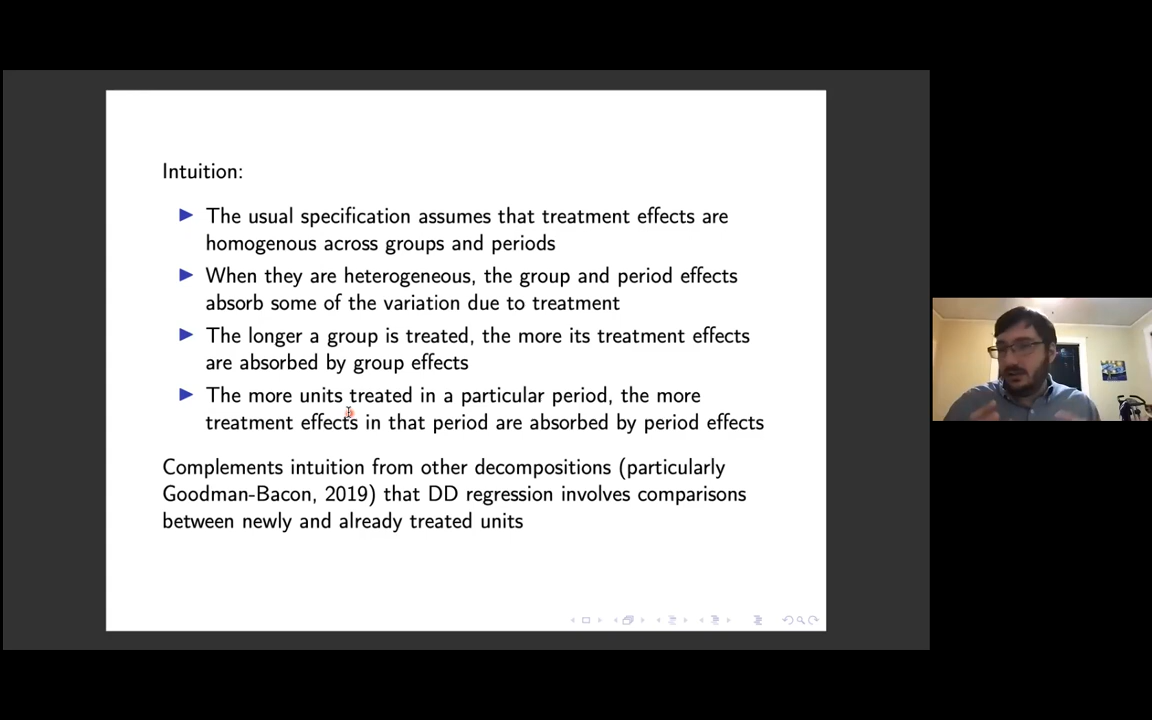 Intuition:
The usual specification assumes that treatment effects are
homogenous across groups and periods
When they are heterogeneous, the group and period effects
absorb some of the variation due to treatment
The longer a group is treated, the more its treatment effects
are absorbed by group effects
The more units treated in a particular period, the more
treatment effects in that period are absorbed by period effects
Complements intuition from other decompositions (particularly
Goodman-Bacon, 2019) that DD regression involves comparisons
between newly and already treated units